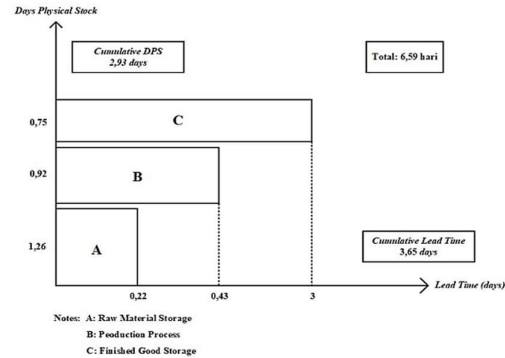 Days Physical Stock
Cumulative DPS
2,93 days
Total: 6,59 hari
0,75
C
0,92
B
1,26
A
Cumulative Lead Time
3,65 days
0,22
0,43
3
Lead Time (days)
Notes: A: Raw Material Storage
B: Peoduction Process
C: Finished Good Storage